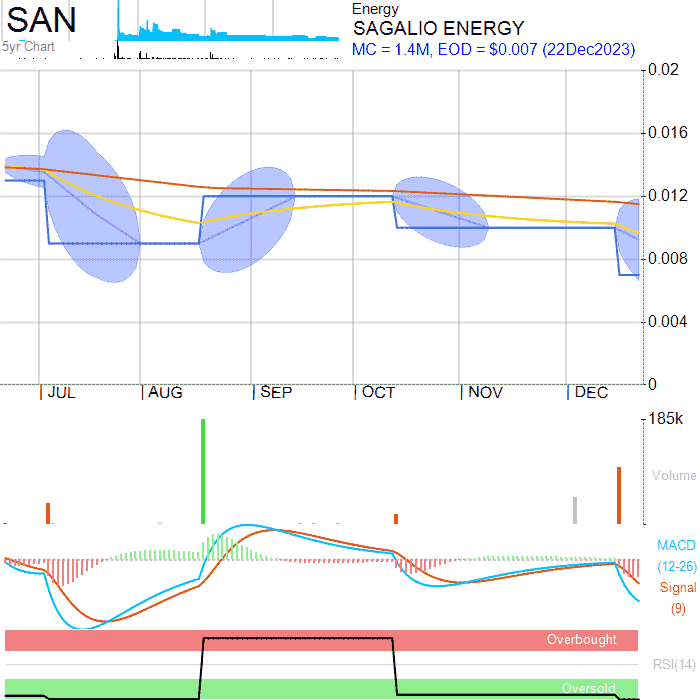 SAN
5yr Chart
Energy
SAGALIO ENERGY
MC = 1.4M, EOD = $0.007 (22Dec2023)
0.02
0.016
0.012
0.008
0.004
0
JUL AUG SEP OCT NOV DEC
185k
Volume
MACD
(12-26)
Signal
(9)
Overbought
RSI(14)
Oversold